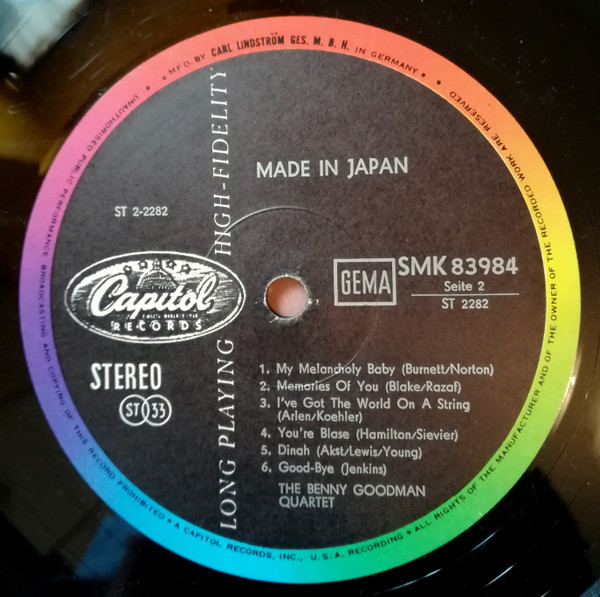 MFD. BY CARL LINDSTRÖM GES. M. B. H. IN GERMANY
ALL RIGHTS OF THE MANUFACTURER AND OF THE OWNER OF THE RECORDED WORK ARE RESERVED
UNAUTHORISED PUBLIC PERFORMANCE BROADCASTING AND COPYING OF THIS RECORD PROHIBITED • A CAPITOL RECORDS, INC., U.S.A. RECORDING •
LONG PLAYING HIGH-FIDELITY
MADE IN JAPAN
ST 2-2282
Capitol
RECORDS
GEMA
SMK 83984
Seite 2
ST 2282
STEREO
ST 33
1. My Melancholy Baby (Burnett/Norton)
2. Memories Of You (Blake/Razaf)
3. I've Got The World On A String
(Arlen/Koehler)
4. You're Blase (Hamilton/Sievier)
5. Dinah (Akst/Lewis/Young)
6. Good-Bye (Jenkins)
THE BENNY GOODMAN
QUARTET